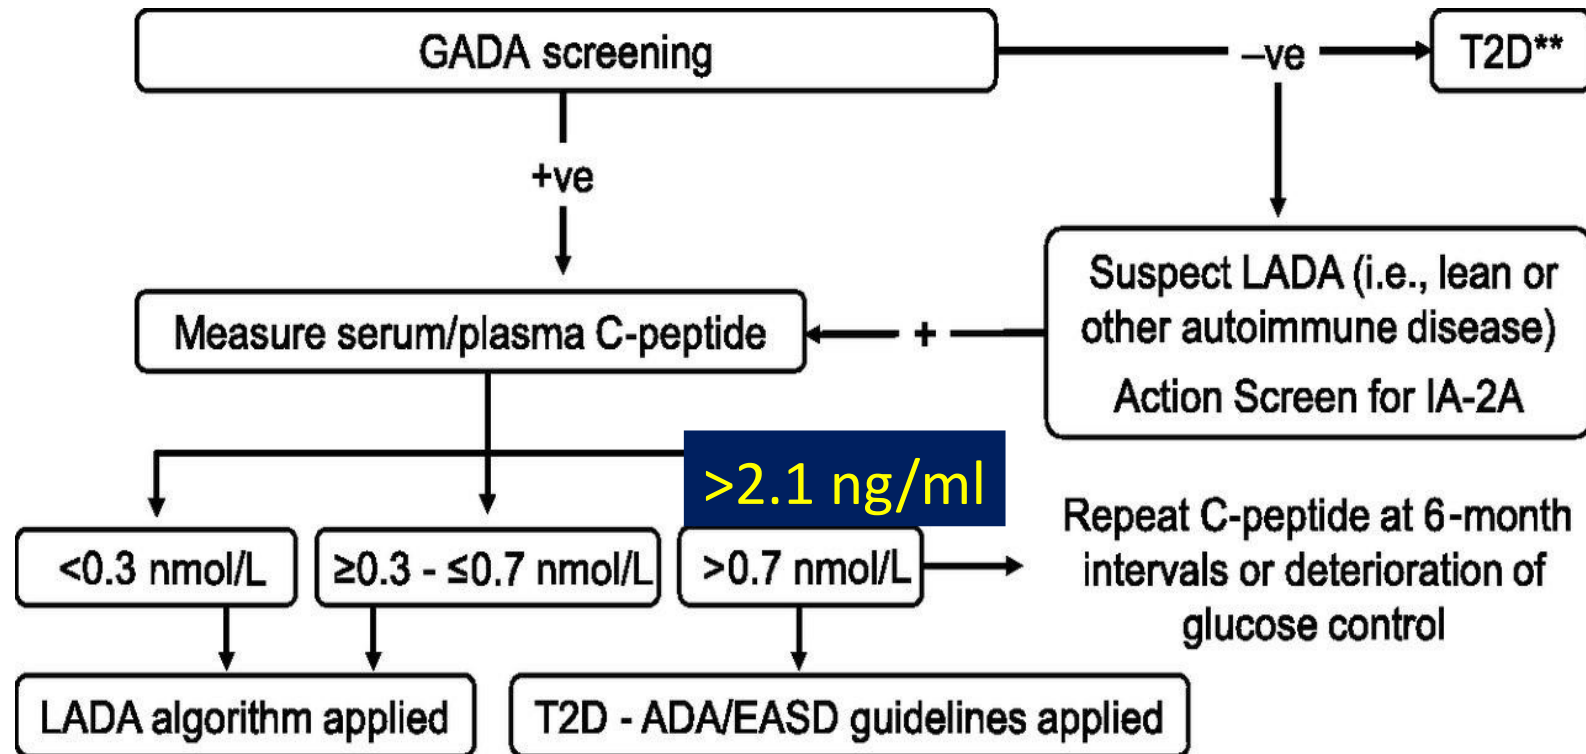 GADA screening
–ve
T2D**
+ve
Suspect LADA (i.e., lean or
other autoimmune disease)
Action Screen for IA-2A
Measure serum/plasma C-peptide
+
>2.1 ng/ml
<0.3 nmol/L
≥0.3 - ≤0.7 nmol/L
>0.7 nmol/L
Repeat C-peptide at 6-month
intervals or deterioration of
glucose control
LADA algorithm applied
T2D - ADA/EASD guidelines applied